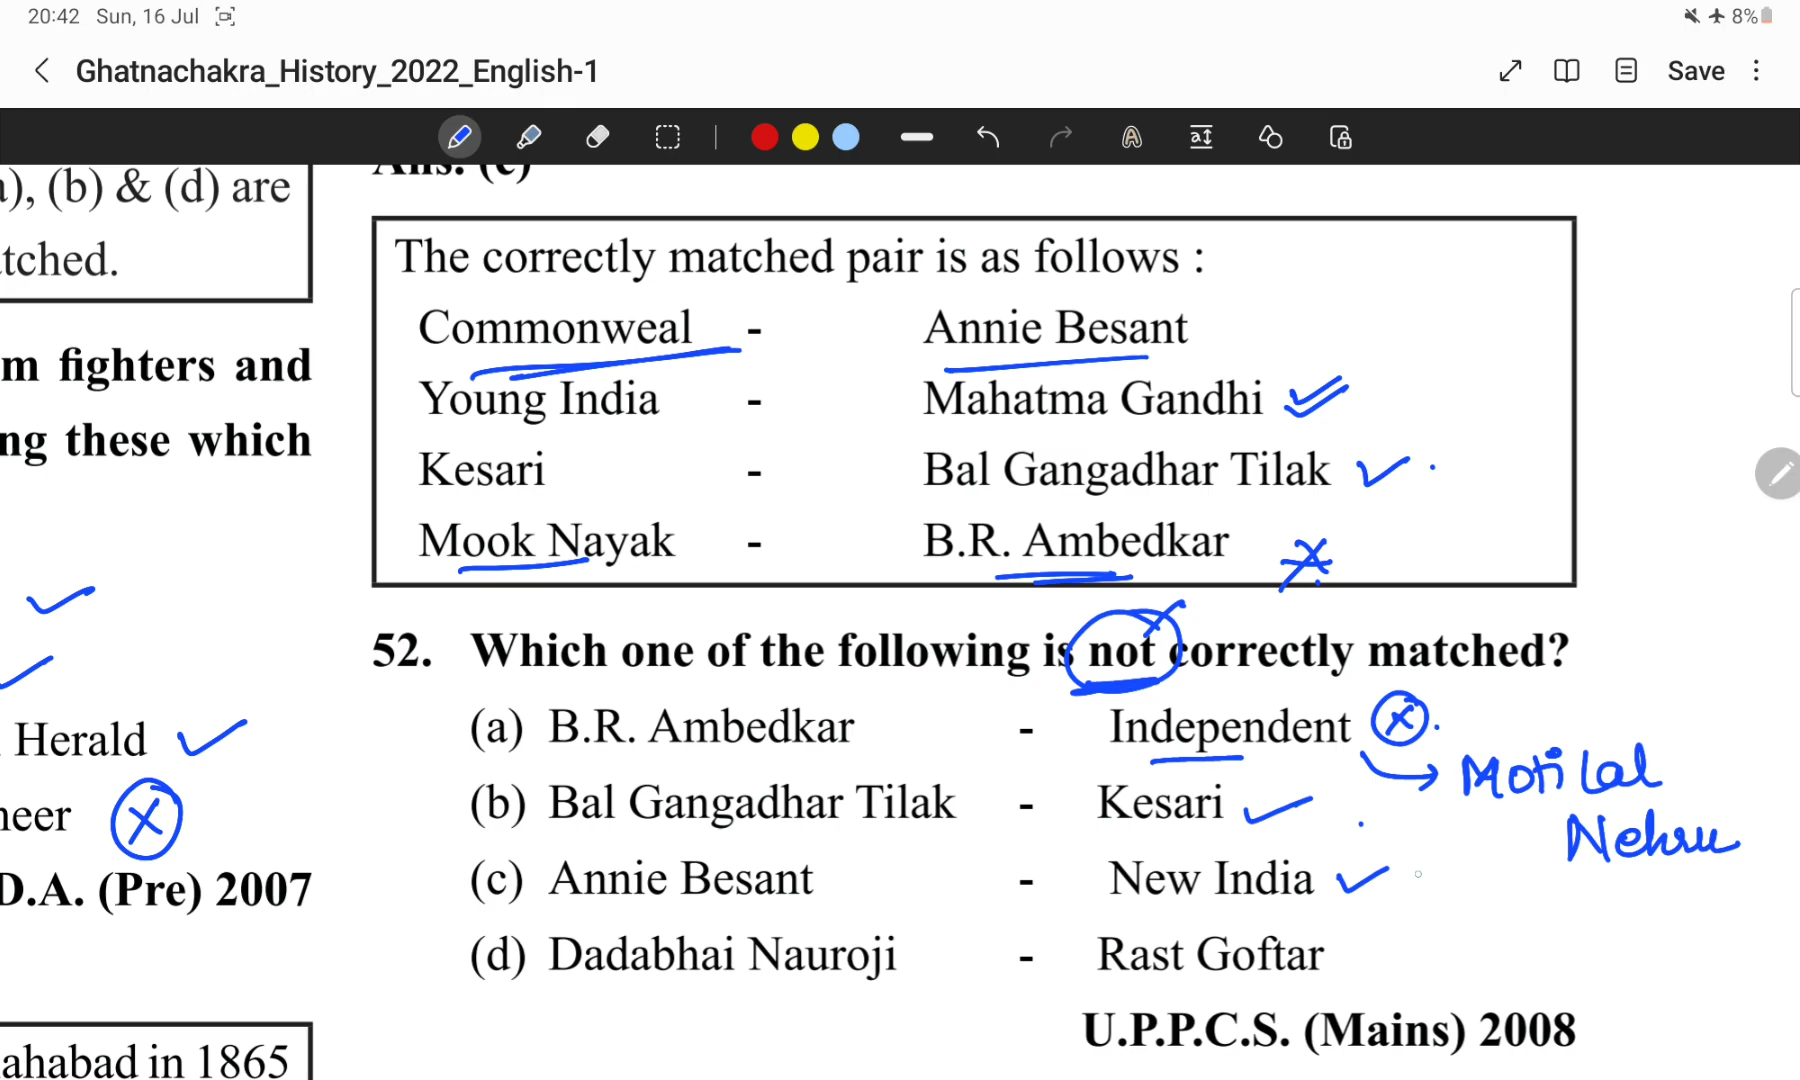 20:42 Sun, 16 Jul
8%
Ghatnachakra_History_2022_English-1
Save
Ans. (c)
), (b) & (d) are
tched.
m fighters and
ng these which
Herald
neer
D.A. (Pre) 2007
ahabad in 1865
The correctly matched pair is as follows :
Commonweal - Annie Besant
Young India - Mahatma Gandhi
Kesari - Bal Gangadhar Tilak
Mook Nayak - B.R. Ambedkar
52. Which one of the following is not correctly matched?
(a) B.R. Ambedkar - Independent
Motilal
Nehru
(b) Bal Gangadhar Tilak - Kesari
(c) Annie Besant - New India
(d) Dadabhai Nauroji - Rast Goftar
U.P.P.C.S. (Mains) 2008